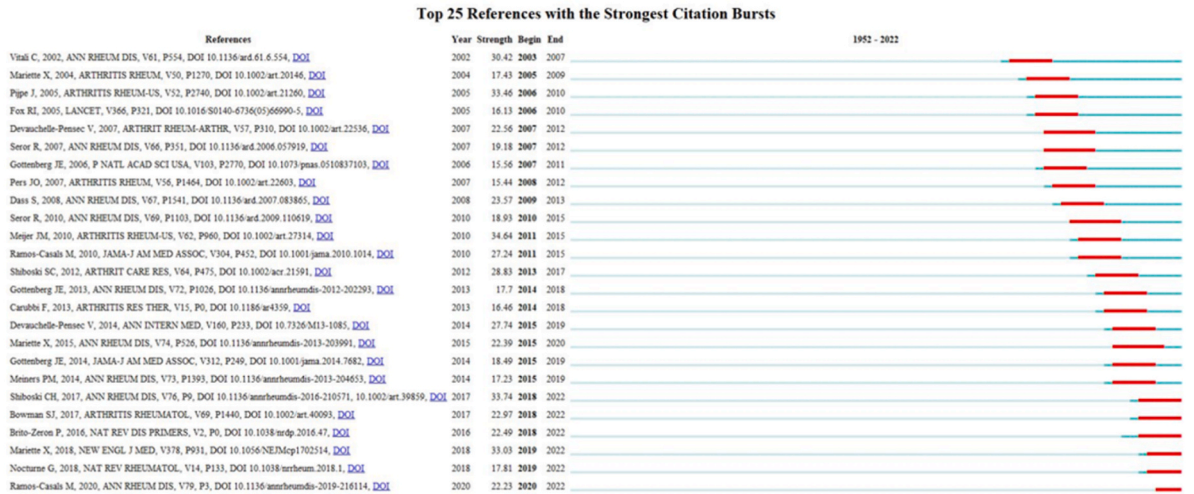 Top 25 References with the Strongest Citation Bursts
References Year Strength Begin End 1952 - 2022
Vitali C, 2002, ANN RHEUM DIS, V61, P554, DOI 10.1136/ard.61.6.554, DOI 2002 30.42 2003 2007
Mariette X, 2004, ARTHRITIS RHEUM, V50, P1270, DOI 10.1002/art.20146, DOI 2004 17.43 2005 2009
Pijpe J, 2005, ARTHRITIS RHEUM-US, V52, P2740, DOI 10.1002/art.21260, DOI 2005 33.46 2006 2010
Fox RI, 2005, LANCET, V366, P321, DOI 10.1016/S0140-6736(05)66990-5, DOI 2005 16.13 2006 2010
Devauchelle-Pensec V, 2007, ARTHRIT RHEUM-ARTHR, V57, P310, DOI 10.1002/art.22536, DOI 2007 22.56 2007 2012
Seror R, 2007, ANN RHEUM DIS, V66, P351, DOI 10.1136/ard.2006.057919, DOI 2007 19.18 2007 2012
Gottenberg JE, 2006, P NATL ACAD SCI USA, V103, P2770, DOI 10.1073/pnas.0510837103, DOI 2006 15.56 2007 2011
Pers JO, 2007, ARTHRITIS RHEUM, V56, P1464, DOI 10.1002/art.22603, DOI 2007 15.44 2008 2012
Dass S, 2008, ANN RHEUM DIS, V67, P1541, DOI 10.1136/ard.2007.083865, DOI 2008 23.57 2009 2013
Seror R, 2010, ANN RHEUM DIS, V69, P1103, DOI 10.1136/ard.2009.110619, DOI 2010 18.93 2010 2015
Meijer JM, 2010, ARTHRITIS RHEUM-US, V62, P960, DOI 10.1002/art.27314, DOI 2010 34.64 2011 2015
Ramos-Casals M, 2010, JAMA-J AM MED ASSOC, V304, P452, DOI 10.1001/jama.2010.1014, DOI 2010 27.24 2011 2015
Shiboski SC, 2012, ARTHRIT CARE RES, V64, P475, DOI 10.1002/acr.21591, DOI 2012 28.83 2013 2017
Gottenberg JE, 2013, ANN RHEUM DIS, V72, P1026, DOI 10.1136/annrheumdis-2012-202293, DOI 2013 17.7 2014 2018
Carubbi F, 2013, ARTHRITIS RES THER, V15, P0, DOI 10.1186/ar4359, DOI 2013 16.46 2014 2018
Devauchelle-Pensec V, 2014, ANN INTERN MED, V160, P233, DOI 10.7326/M13-1085, DOI 2014 27.74 2015 2019
Mariette X, 2015, ANN RHEUM DIS, V74, P526, DOI 10.1136/annrheumdis-2013-203991, DOI 2015 22.39 2015 2020
Gottenberg JE, 2014, JAMA-J AM MED ASSOC, V312, P249, DOI 10.1001/jama.2014.7682, DOI 2014 18.49 2015 2019
Meiners PM, 2014, ANN RHEUM DIS, V73, P1393, DOI 10.1136/annrheumdis-2013-204653, DOI 2014 17.23 2015 2019
Shiboski CH, 2017, ANN RHEUM DIS, V76, P9, DOI 10.1136/annrheumdis-2016-210571, 10.1002/art.39859, DOI 2017 33.74 2018 2022
Bowman SJ, 2017, ARTHRITIS RHEUMATOL, V69, P1440, DOI 10.1002/art.40093, DOI 2017 22.97 2018 2022
Brito-Zeron P, 2016, NAT REV DIS PRIMERS, V2, P0, DOI 10.1038/nrdp.2016.47, DOI 2016 22.49 2018 2022
Mariette X, 2018, NEW ENGL J MED, V378, P931, DOI 10.1056/NEJMcp1702514, DOI 2018 33.03 2019 2022
Nocturne G, 2018, NAT REV RHEUMATOL, V14, P133, DOI 10.1038/nrrheum.2018.1, DOI 2018 17.81 2019 2022
Ramos-Casals M, 2020, ANN RHEUM DIS, V79, P3, DOI 10.1136/annrheumdis-2019-216114, DOI 2020 22.23 2020 2022